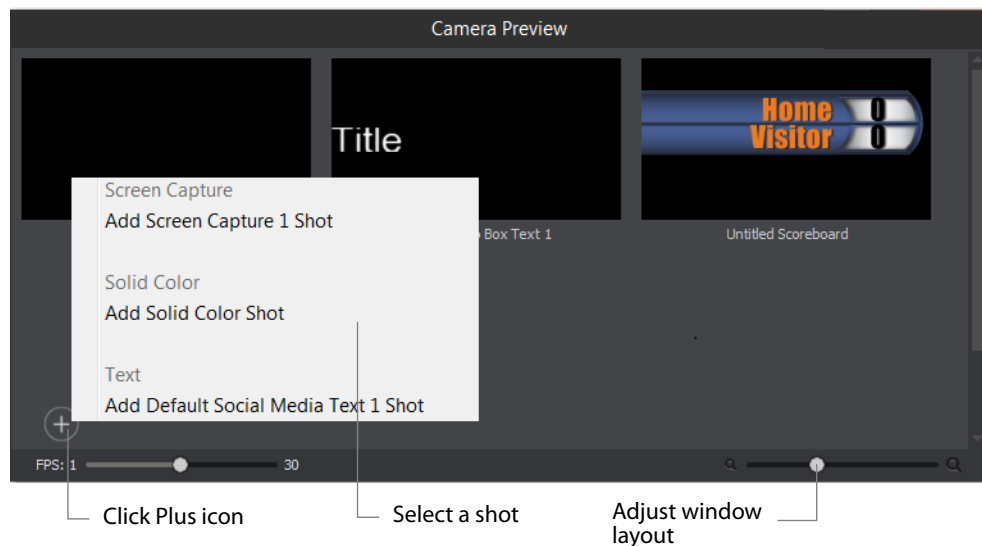 Camera Preview
Title
Home 0
Visitor 0
Screen Capture
Add Screen Capture 1 Shot
Box Text 1
Untitled Scoreboard
Solid Color
Add Solid Color Shot
Text
Add Default Social Media Text 1 Shot
FPS: 1
30
Click Plus icon
Select a shot
Adjust window
layout